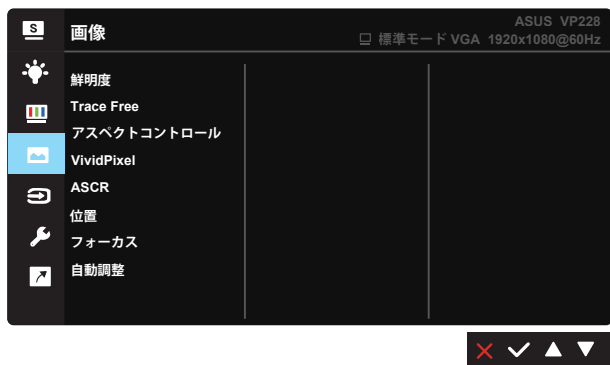 S
画像
ASUS VP228
標準モード VGA 1920x1080@60Hz
鮮明度
Trace Free
アスペクトコントロール
VividPixel
ASCR
位置
フォーカス
自動調整